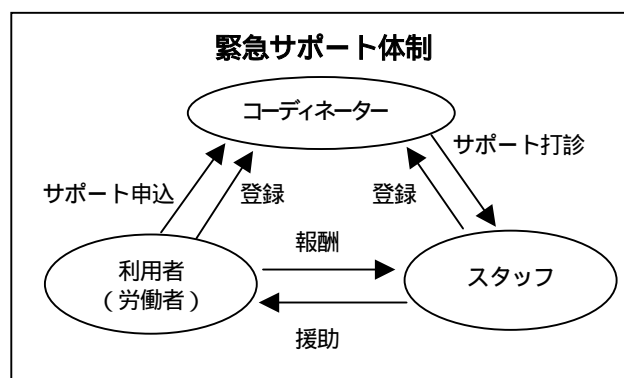 緊急サポート体制
コーディネーター
サポート打診
サポート申込
登録
登録
報酬
利用者
（労働者）
スタッフ
援助